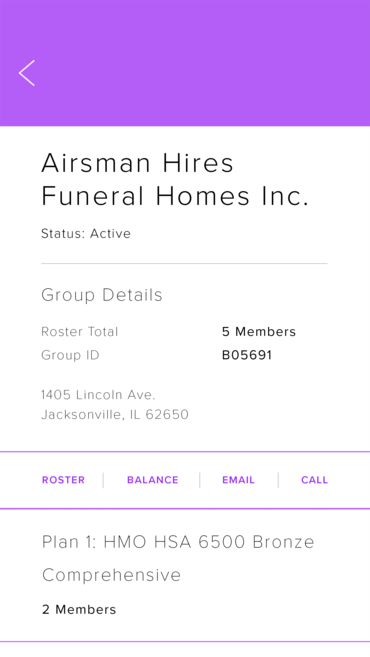 Airsman Hires
Funeral Homes Inc.
Status: Active
Group Details
Roster Total 5 Members
Group ID B05691
1405 Lincoln Ave.
Jacksonville, IL 62650
ROSTER BALANCE EMAIL CALL
Plan 1: HMO HSA 6500 Bronze
Comprehensive
2 Members